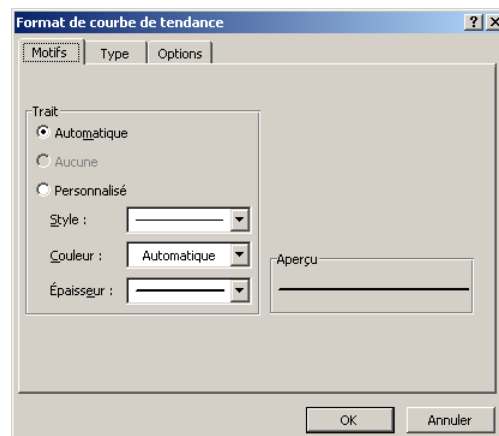 Format de courbe de tendance
Motifs Type Options
Trait
Automatique
Aucune
Personnalisé
Style :
Couleur : Automatique
Épaisseur :
Aperçu
OK Annuler